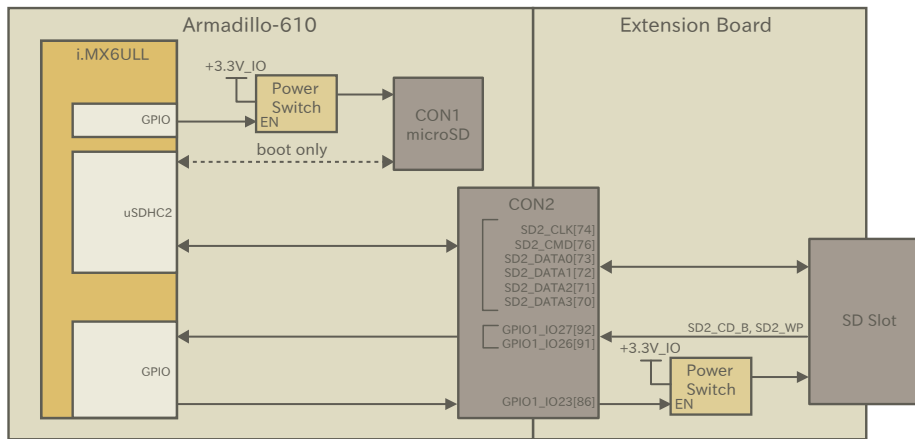 Armadillo-610
Extension Board
i.MX6ULL
+3.3V_IO
Power
Switch
EN
CON1
microSD
GPIO
boot only
uSDHC2
CON2
SD2_CLK[74]
SD2_CMD[76]
SD2_DATA0[73]
SD2_DATA1[72]
SD2_DATA2[71]
SD2_DATA3[70]
SD Slot
GPIO1_IO27[92]
GPIO1_IO26[91]
SD2_CD_B, SD2_WP
+3.3V_IO
Power
Switch
EN
GPIO
GPIO1_IO23[86]